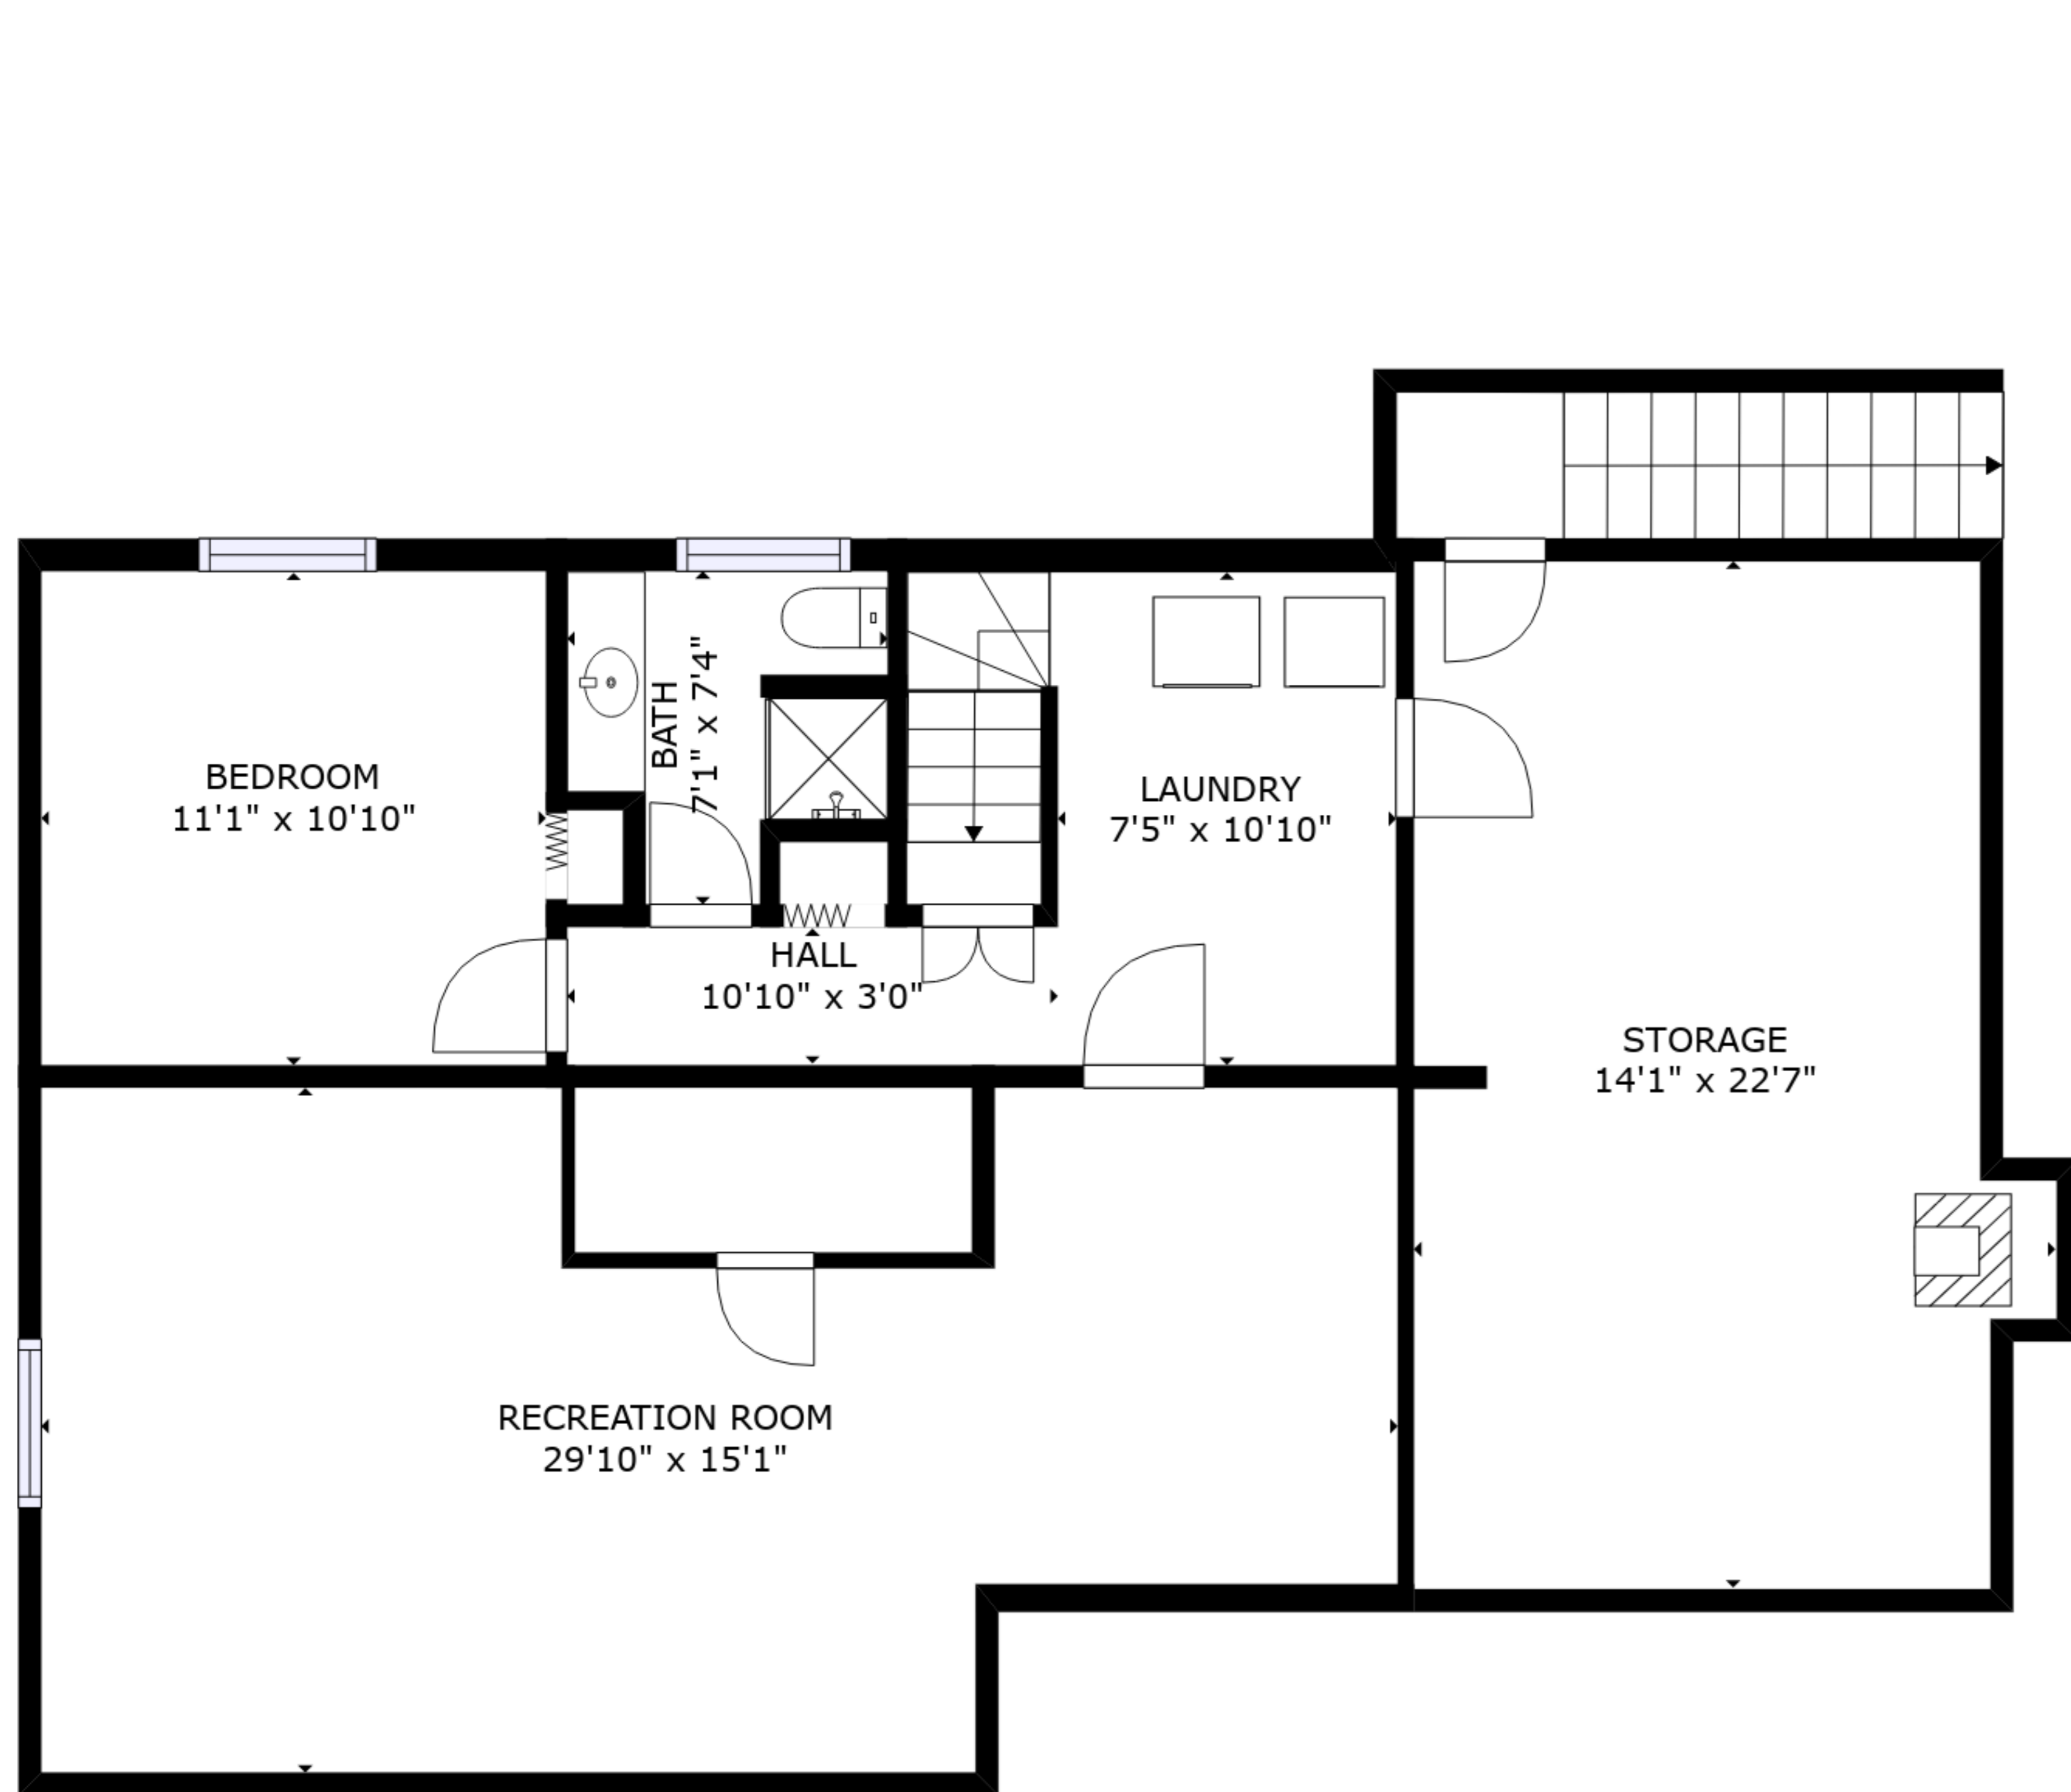 BEDROOM
11'1" x 10'10"
BATH
7'1" x 7'4"
LAUNDRY
7'5" x 10'10"
HALL
10'10" x 3'0"
STORAGE
14'1" x 22'7"
RECREATION ROOM
29'10" x 15'1"